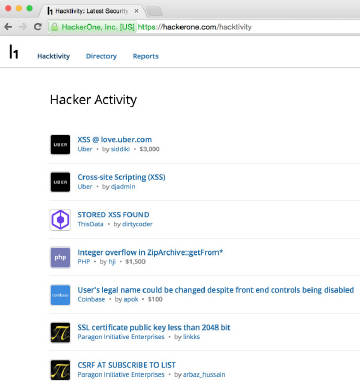 Hacktivity: Latest Security
HackerOne, Inc. [US] https://hackerone.com/hacktivity
h1
Hacktivity Directory Reports
Hacker Activity
UBER
XSS @ love.uber.com
Uber • by siddiki • $3,000
UBER
Cross-site Scripting (XSS)
Uber • by djadmin
STORED XSS FOUND
ThisData • by dirtycoder
php
Integer overflow in ZipArchive::getFrom*
PHP • by hji • $1,500
coinbase
User's legal name could be changed despite front end controls being disabled
Coinbase • by apok • $100
SSL certificate public key less than 2048 bit
Paragon Initiative Enterprises • by linkks
CSRF AT SUBSCRIBE TO LIST
Paragon Initiative Enterprises • by arbaz_hussain